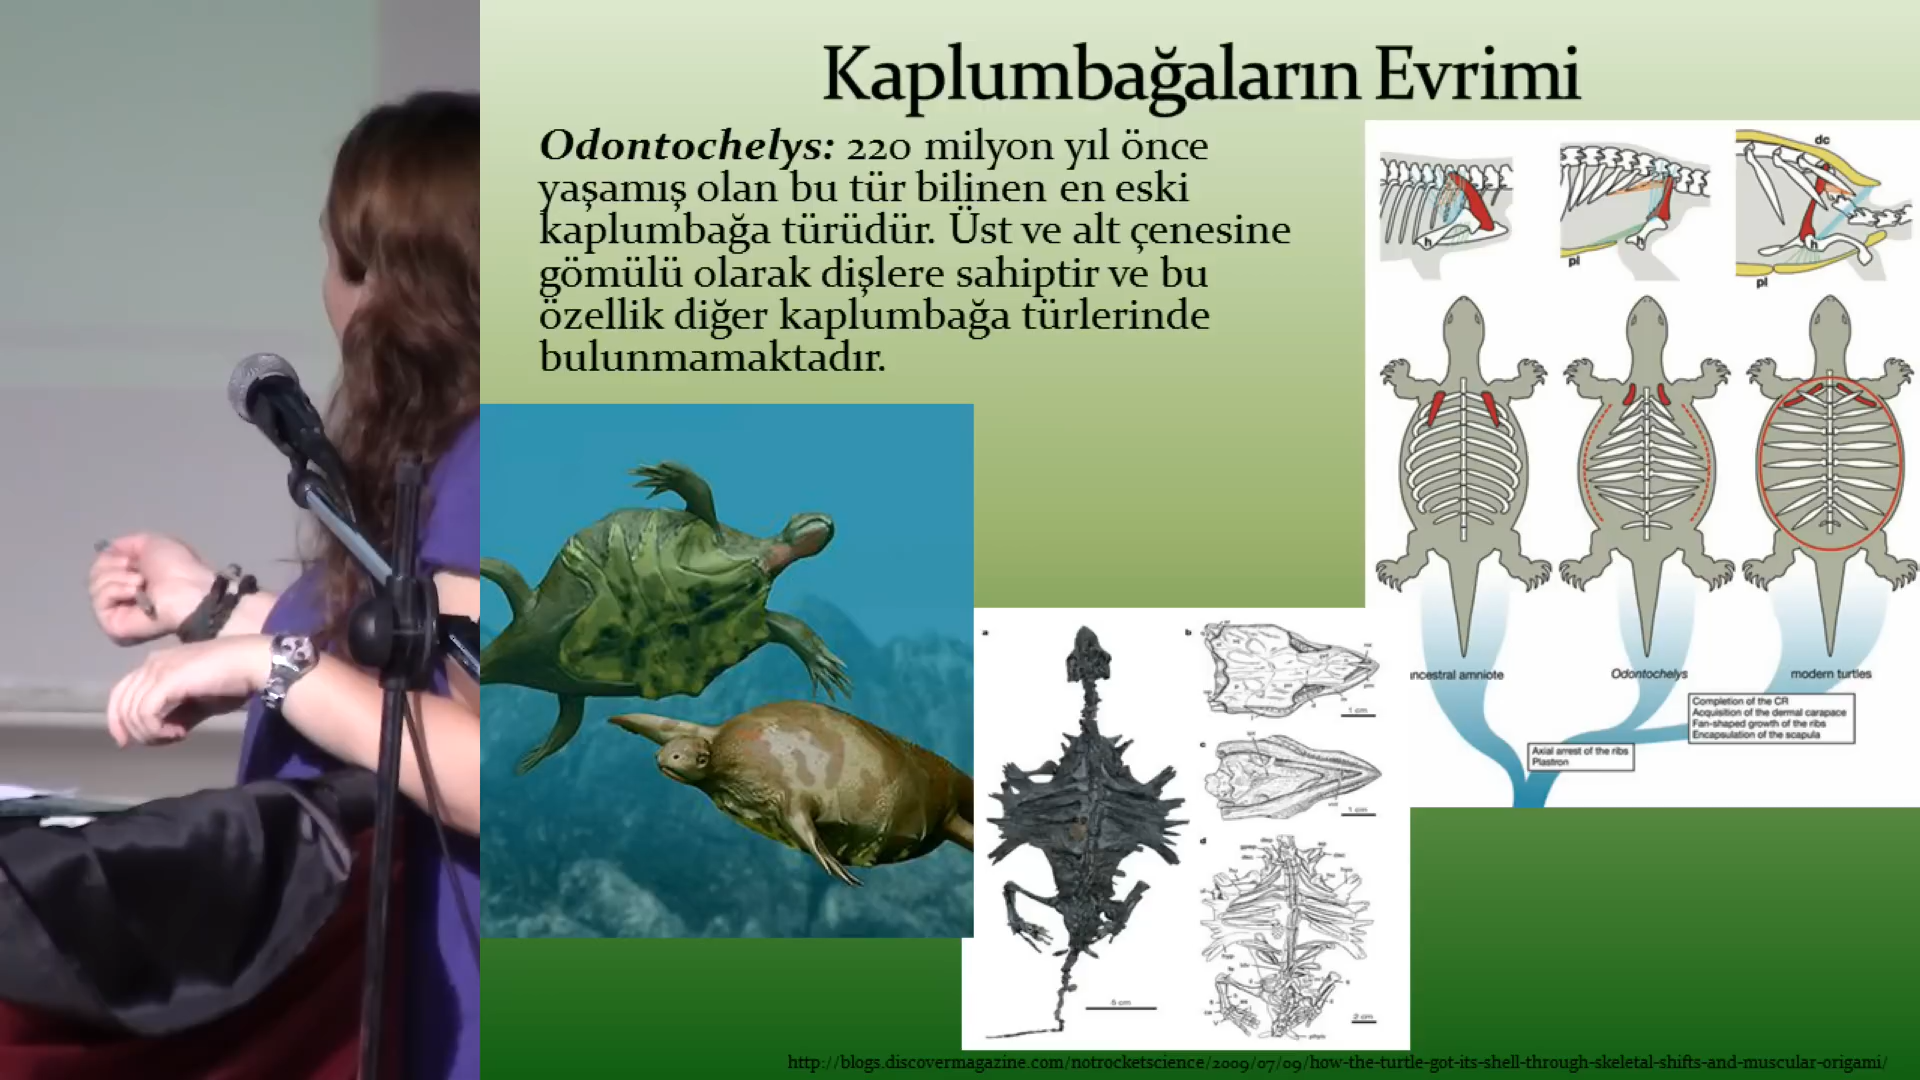 Kaplumbağaların Evrimi
Odontochelys: 220 milyon yıl önce
yaşamış olan bu tür bilinen en eski
kaplumbağa türüdür. Üst ve alt çenesine
gömülü olarak dişlere sahiptir ve bu
özellik diğer kaplumbağa türlerinde
bulunmamaktadır.
dc
h
h
h
pl
pl
ancestral amniote
Odontochelys
modern turtles
Completion of the CR
Acquisition of the dermal carapace
Fan-shaped growth of the ribs
Encapsulation of the scapula
Axial arrest of the ribs
Plastron
a
b
1 cm
c
1 cm
d
5 cm
2 cm
http://blogs.discovermagazine.com/notrocketscience/2009/07/09/how-the-turtle-got-its-shell-through-skeletal-shifts-and-muscular-origami/